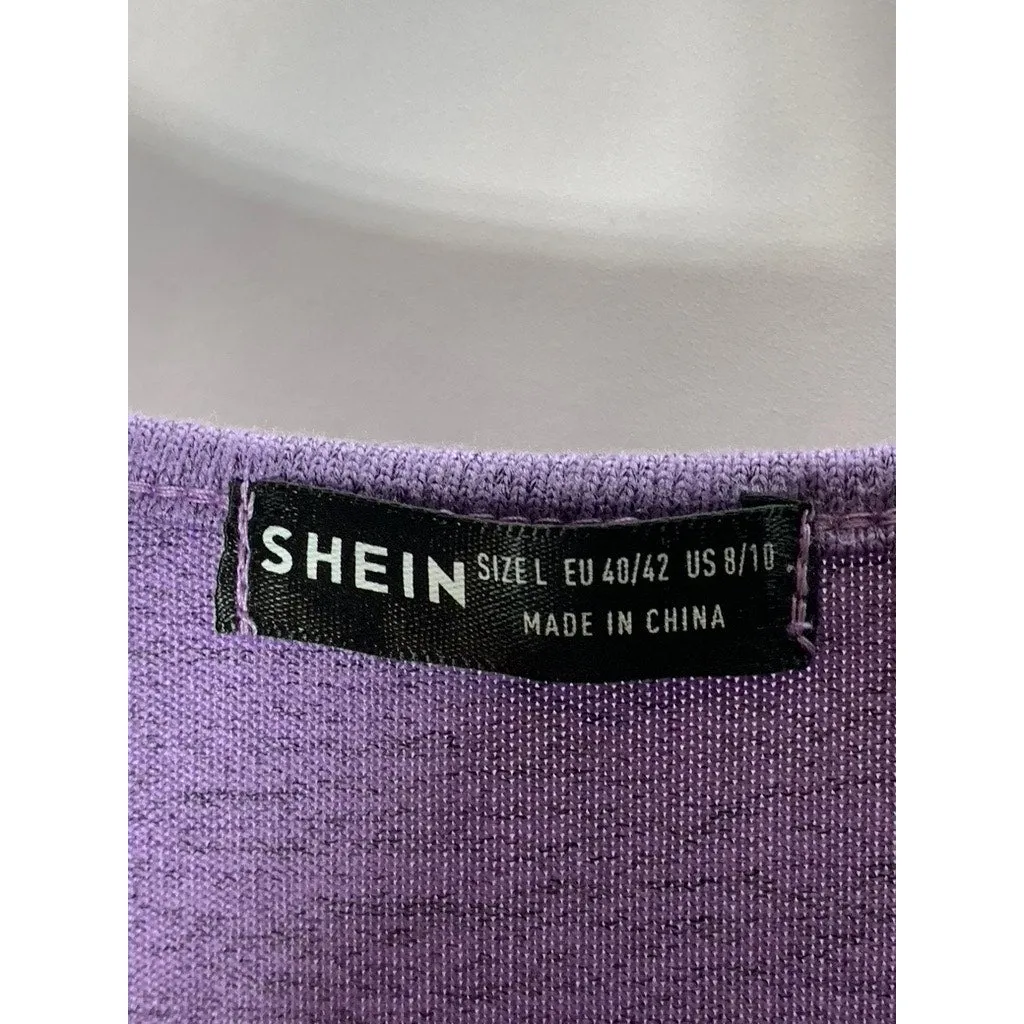 SHEIN SIZE L EU 40/42 US 8/10
MADE IN CHINA